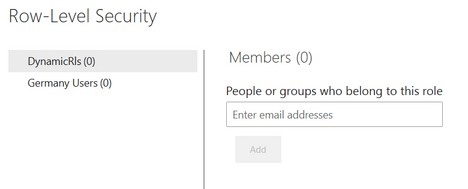 Row-Level Security
DynamicRls (0)
Germany Users (0)
Members (0)
People or groups who belong to this role
Enter email addresses
Add